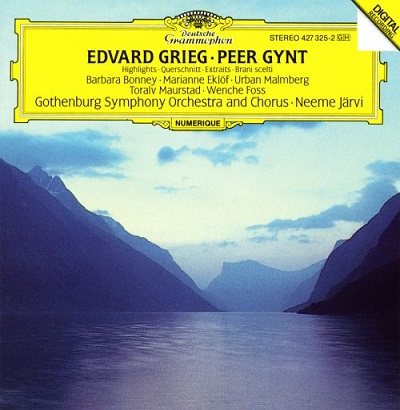 Deutsche
Grammophon
STEREO 427 325-2 GH
DIGITAL
RECORDING
EDVARD GRIEG · PEER GYNT
Highlights · Querschnitt · Extraits · Brani scelti
Barbara Bonney · Marianne Eklöf · Urban Malmberg
Toralv Maurstad · Wenche Foss
Gothenburg Symphony Orchestra and Chorus · Neeme Järvi
NUMERIQUE